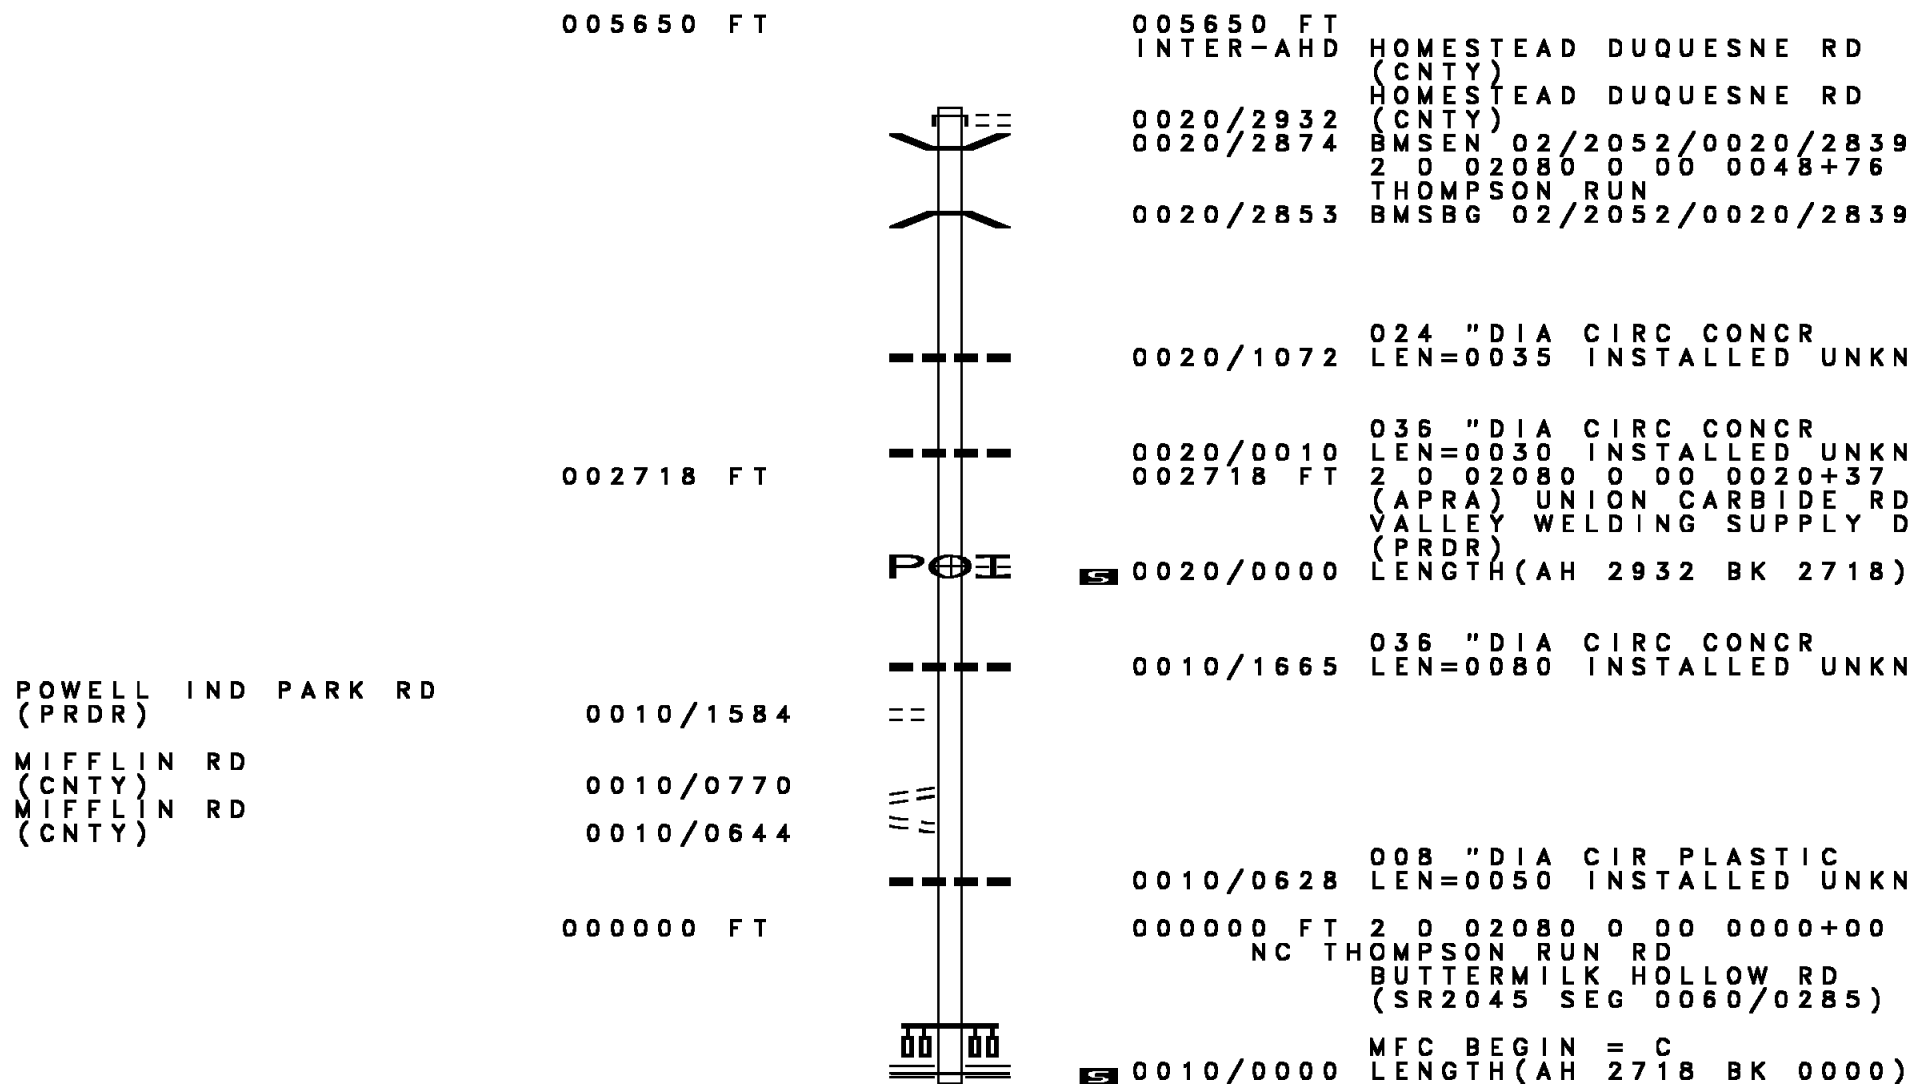 005650 FT 005650 FT
INTER-AHD HOMESTEAD DUQUESNE RD
(CNTY)
HOMESTEAD DUQUESNE RD
0020/2932 (CNTY)
0020/2874 BMSEN 02/2052/0020/2839
2 0 02080 0 00 0048+76
THOMPSON RUN
0020/2853 BMSBG 02/2052/0020/2839
024 "DIA CIRC CONCR
0020/1072 LEN=0035 INSTALLED UNKN
036 "DIA CIRC CONCR
0020/0010 LEN=0030 INSTALLED UNKN
002718 FT 002718 FT 2 0 02080 0 00 0020+37
(APRA) UNION CARBIDE RD
VALLEY WELDING SUPPLY D
(PRDR)
POI S 0020/0000 LENGTH(AH 2932 BK 2718)
036 "DIA CIRC CONCR
0010/1665 LEN=0080 INSTALLED UNKN
POWELL IND PARK RD
(PRDR) 0010/1584
MIFFLIN RD
(CNTY) 0010/0770
MIFFLIN RD
(CNTY) 0010/0644
008 "DIA CIR PLASTIC
0010/0628 LEN=0050 INSTALLED UNKN
000000 FT 000000 FT 2 0 02080 0 00 0000+00
NC THOMPSON RUN RD
BUTTERMILK HOLLOW RD
(SR2045 SEG 0060/0285)
MFC BEGIN = C
S 0010/0000 LENGTH(AH 2718 BK 0000)